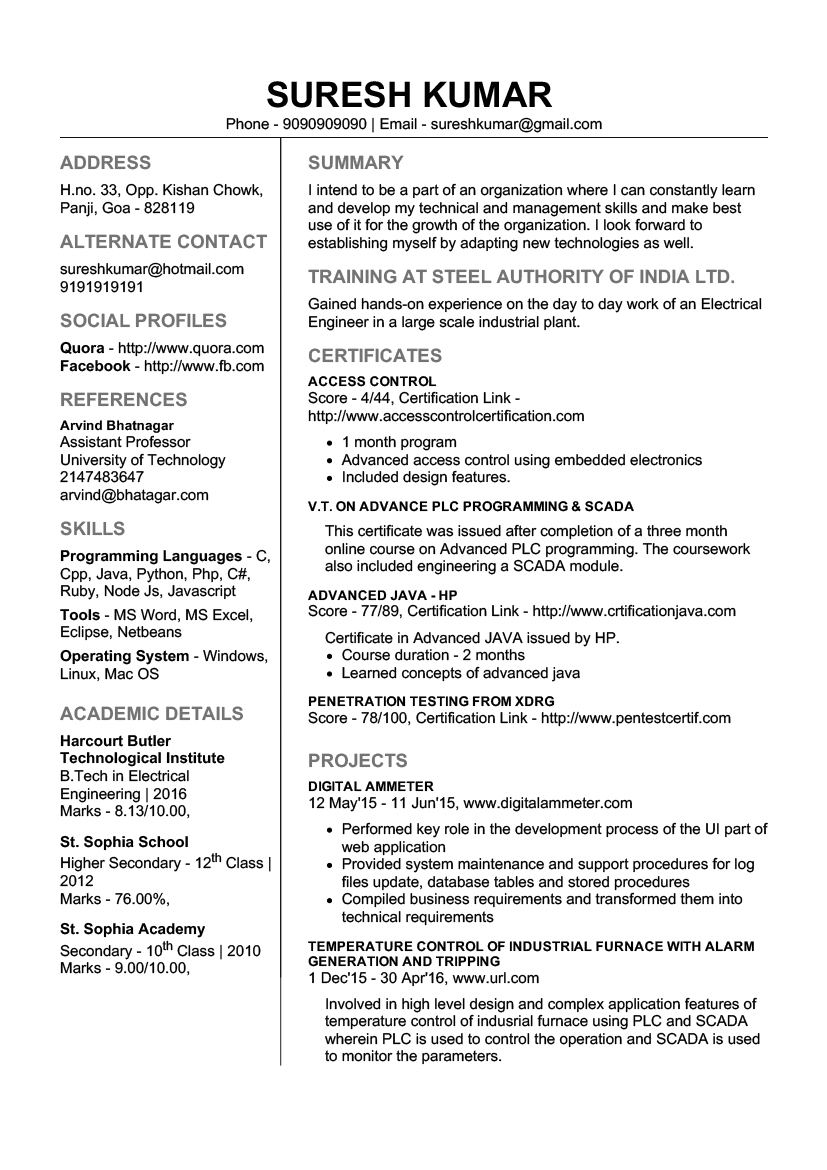 SURESH KUMAR
Phone - 9090909090 | Email - sureshkumar@gmail.com
ADDRESS
H.no. 33, Opp. Kishan Chowk,
Panji, Goa - 828119
ALTERNATE CONTACT
sureshkumar@hotmail.com
9191919191
SOCIAL PROFILES
Quora - http://www.quora.com
Facebook - http://www.fb.com
REFERENCES
Arvind Bhatnagar
Assistant Professor
University of Technology
2147483647
arvind@bhatagar.com
SKILLS
Programming Languages - C,
Cpp, Java, Python, Php, C#,
Ruby, Node Js, Javascript
Tools - MS Word, MS Excel,
Eclipse, Netbeans
Operating System - Windows,
Linux, Mac OS
ACADEMIC DETAILS
Harcourt Butler
Technological Institute
B.Tech in Electrical
Engineering | 2016
Marks - 8.13/10.00,
St. Sophia School
Higher Secondary - 12th Class |
2012
Marks - 76.00%,
St. Sophia Academy
Secondary - 10th Class | 2010
Marks - 9.00/10.00,
SUMMARY
I intend to be a part of an organization where I can constantly learn
and develop my technical and management skills and make best
use of it for the growth of the organization. I look forward to
establishing myself by adapting new technologies as well.
TRAINING AT STEEL AUTHORITY OF INDIA LTD.
Gained hands-on experience on the day to day work of an Electrical
Engineer in a large scale industrial plant.
CERTIFICATES
ACCESS CONTROL
Score - 4/44, Certification Link -
http://www.accesscontrolcertification.com
• 1 month program
• Advanced access control using embedded electronics
• Included design features.
V.T. ON ADVANCE PLC PROGRAMMING & SCADA
This certificate was issued after completion of a three month
online course on Advanced PLC programming. The coursework
also included engineering a SCADA module.
ADVANCED JAVA - HP
Score - 77/89, Certification Link - http://www.crtificationjava.com
Certificate in Advanced JAVA issued by HP.
• Course duration - 2 months
• Learned concepts of advanced java
PENETRATION TESTING FROM XDRG
Score - 78/100, Certification Link - http://www.pentestcertif.com
PROJECTS
DIGITAL AMMETER
12 May'15 - 11 Jun'15, www.digitalammeter.com
• Performed key role in the development process of the UI part of
web application
• Provided system maintenance and support procedures for log
files update, database tables and stored procedures
• Compiled business requirements and transformed them into
technical requirements
TEMPERATURE CONTROL OF INDUSTRIAL FURNACE WITH ALARM
GENERATION AND TRIPPING
1 Dec'15 - 30 Apr'16, www.url.com
Involved in high level design and complex application features of
temperature control of indusrial furnace using PLC and SCADA
wherein PLC is used to control the operation and SCADA is used
to monitor the parameters.